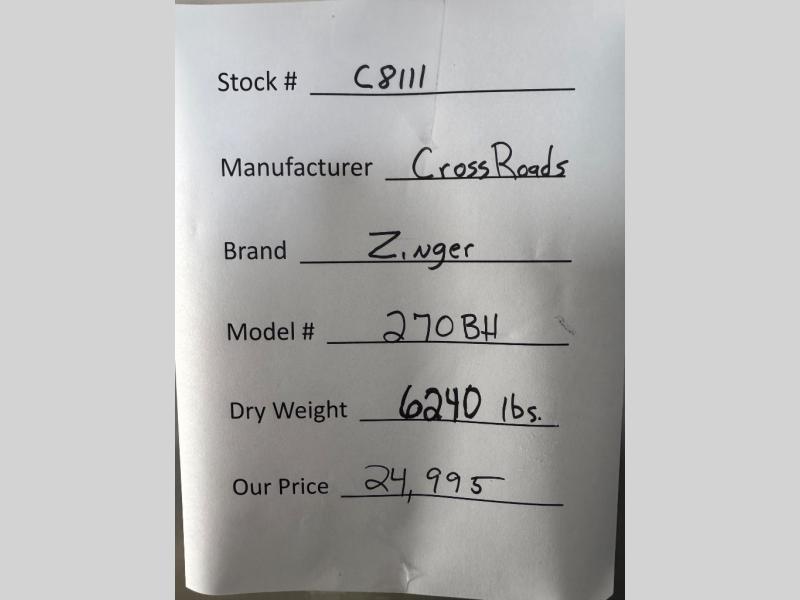 Stock # C8111
Manufacturer CrossRoads
Brand Zinger
Model # 270BH
Dry Weight 6240 lbs.
Our Price 24,995